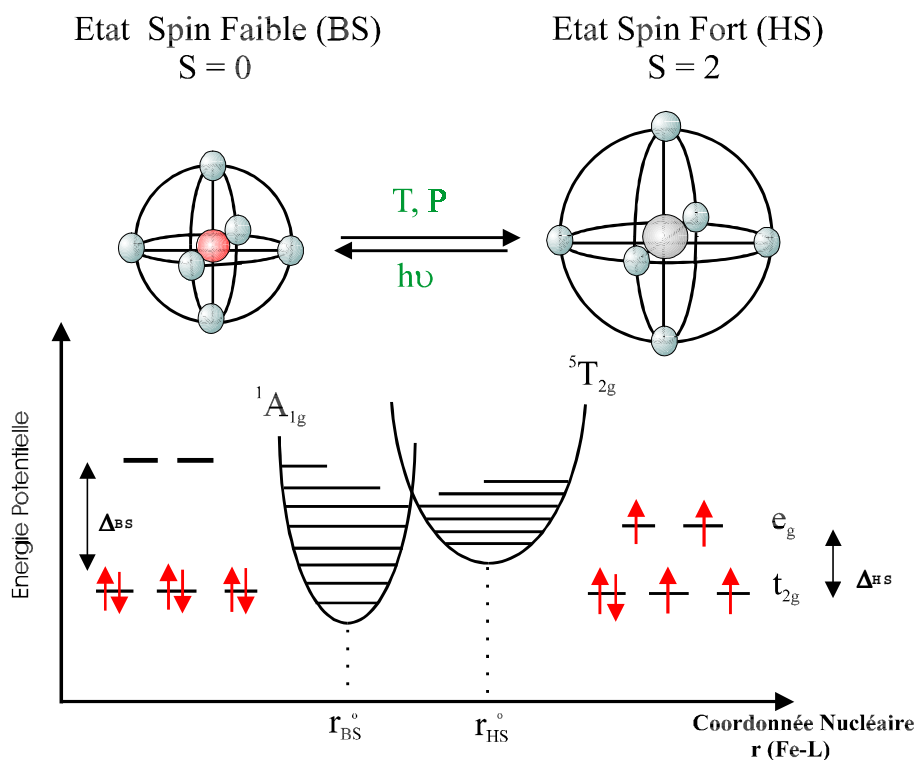 Etat Spin Faible (BS)
S = 0
Etat Spin Fort (HS)
S = 2
T, P
hυ
Energie Potentielle
¹A₁g
⁵T₂g
ΔBS
eg
t₂g
ΔHS
r°BS
r°HS
Coordonnée Nucléaire
r (Fe-L)